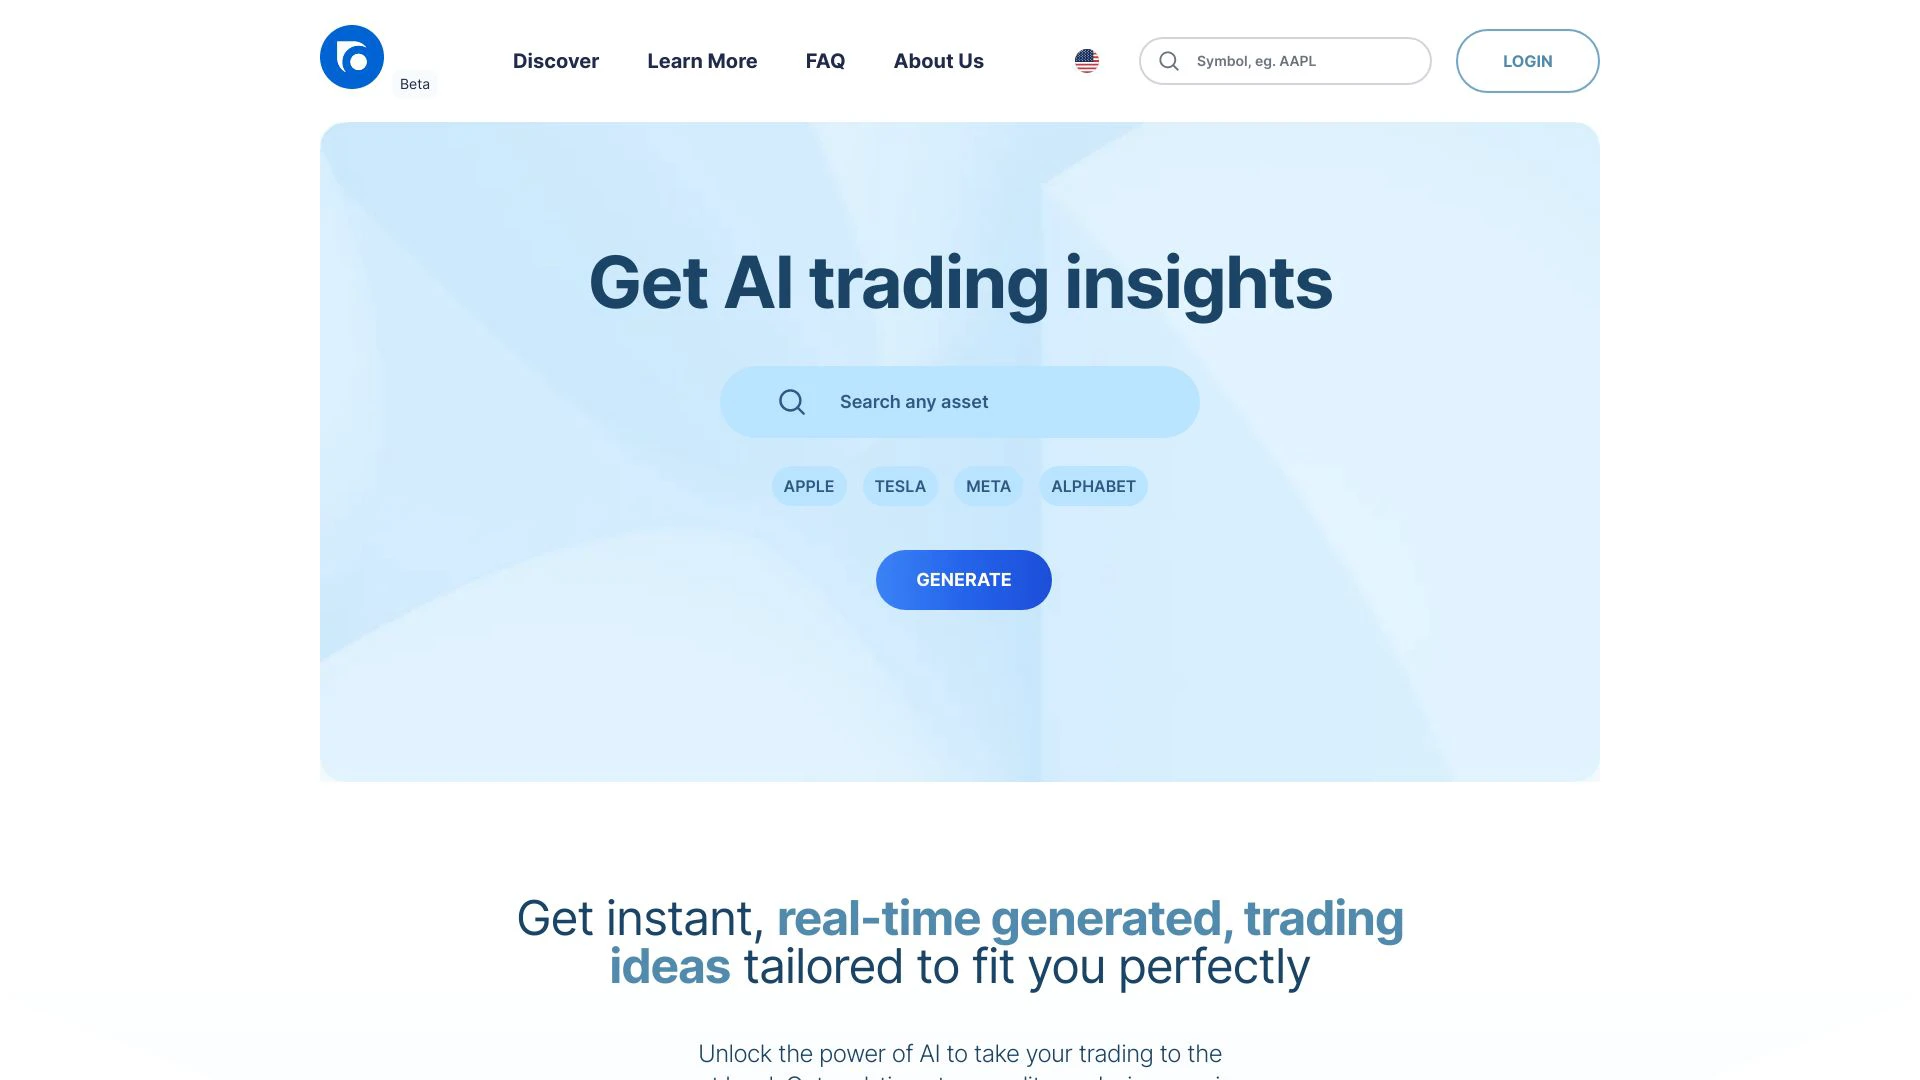 Beta
Discover
Learn More
FAQ
About Us
Symbol, eg. AAPL
LOGIN
Get AI trading insights
Search any asset
APPLE
TESLA
META
ALPHABET
GENERATE
Get instant, real-time generated, trading
ideas tailored to fit you perfectly
Unlock the power of AI to take your trading to the